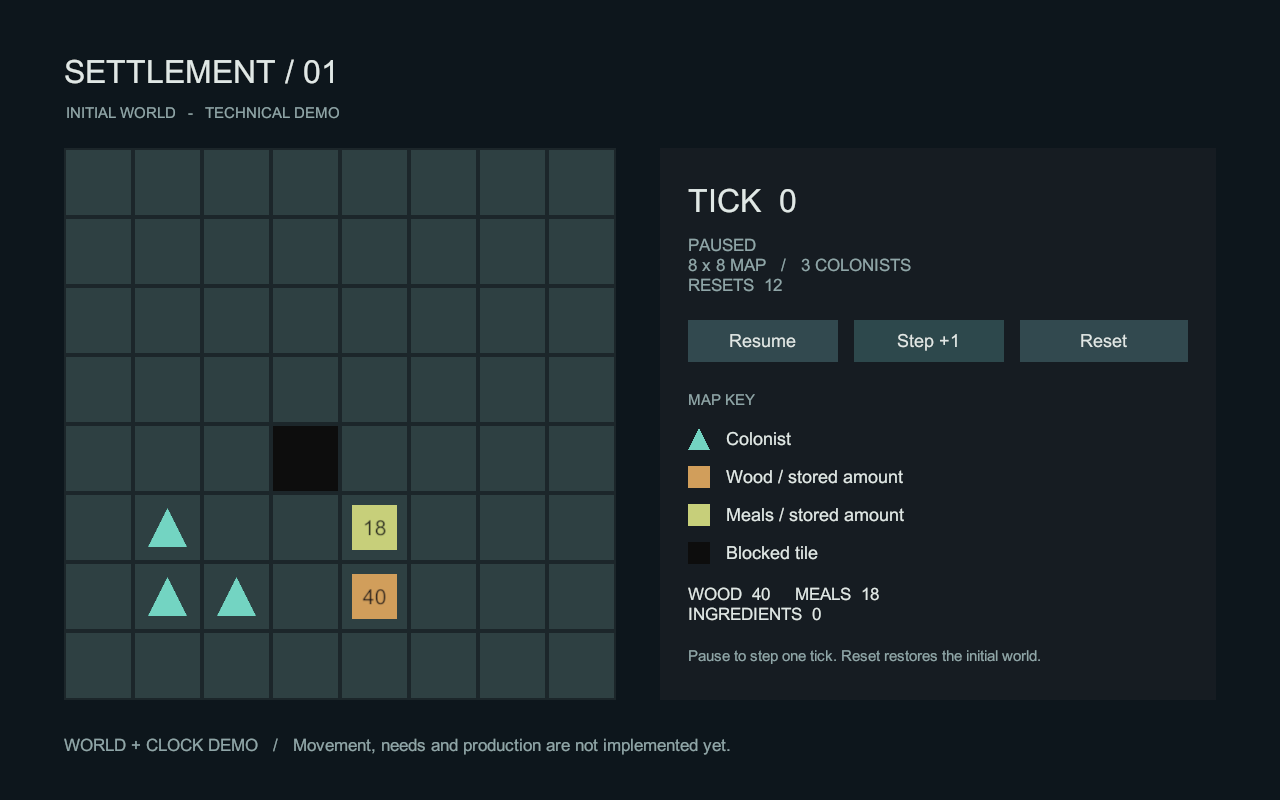 SETTLEMENT / 01
INITIAL WORLD - TECHNICAL DEMO
18
40
TICK 0
PAUSED
8 x 8 MAP / 3 COLONISTS
RESETS 12
Resume Step +1 Reset
MAP KEY
Colonist
Wood / stored amount
Meals / stored amount
Blocked tile
WOOD 40 MEALS 18
INGREDIENTS 0
Pause to step one tick. Reset restores the initial world.
WORLD + CLOCK DEMO / Movement, needs and production are not implemented yet.